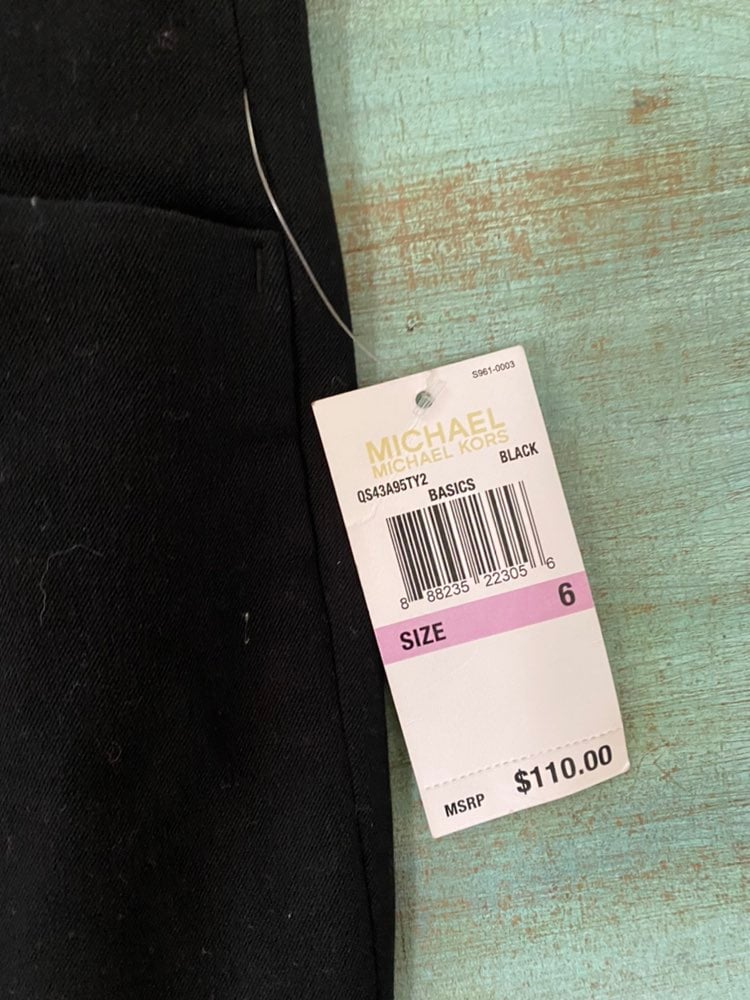 S961-0003
MICHAEL
MICHAEL KORS
QS43A95TY2 BLACK
BASICS
8 88235 22305 6
SIZE 6
MSRP $110.00